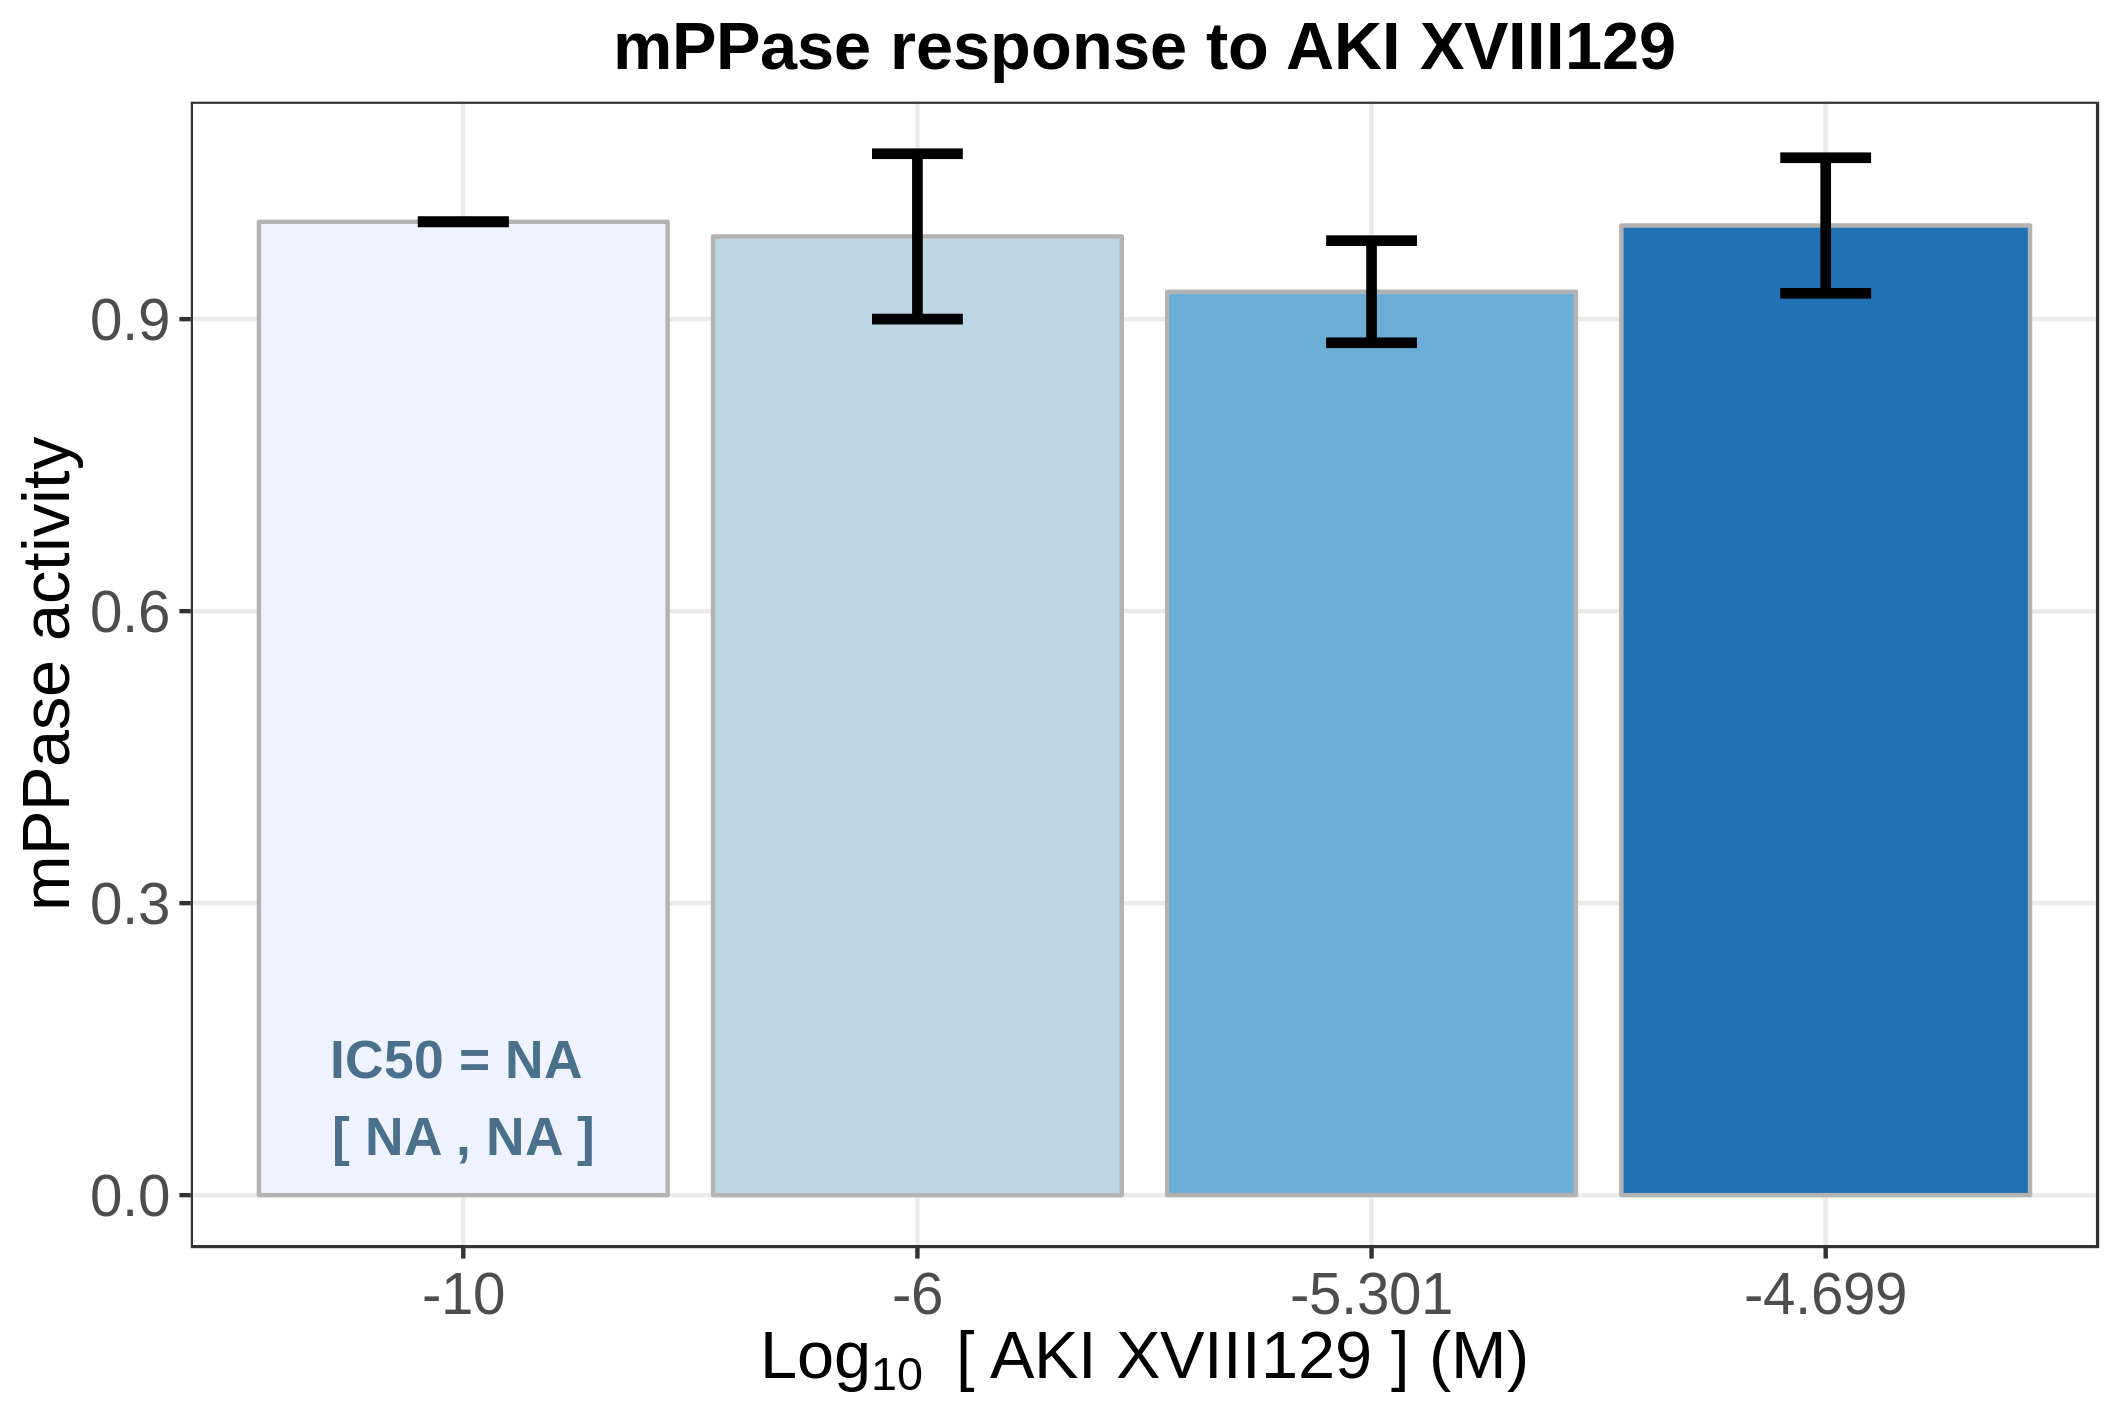 mPPase response to AKI XVIII129
mPPase activity
0.9
0.6
0.3
0.0
IC50 = NA
[ NA , NA ]
-10 -6 -5.301 -4.699
Log10 [ AKI XVIII129 ] (M)